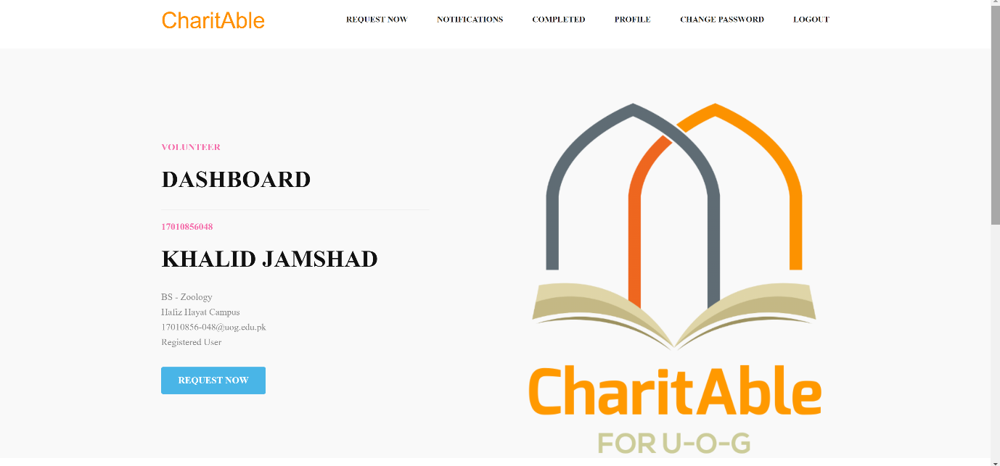 CharitAble
REQUEST NOW NOTIFICATIONS COMPLETED PROFILE CHANGE PASSWORD LOGOUT
VOLUNTEER
DASHBOARD
17010856048
KHALID JAMSHAD
BS - Zoology
Hafiz Hayat Campus
17010856-048@uog.edu.pk
Registered User
REQUEST NOW
CharitAble
FOR U-O-G